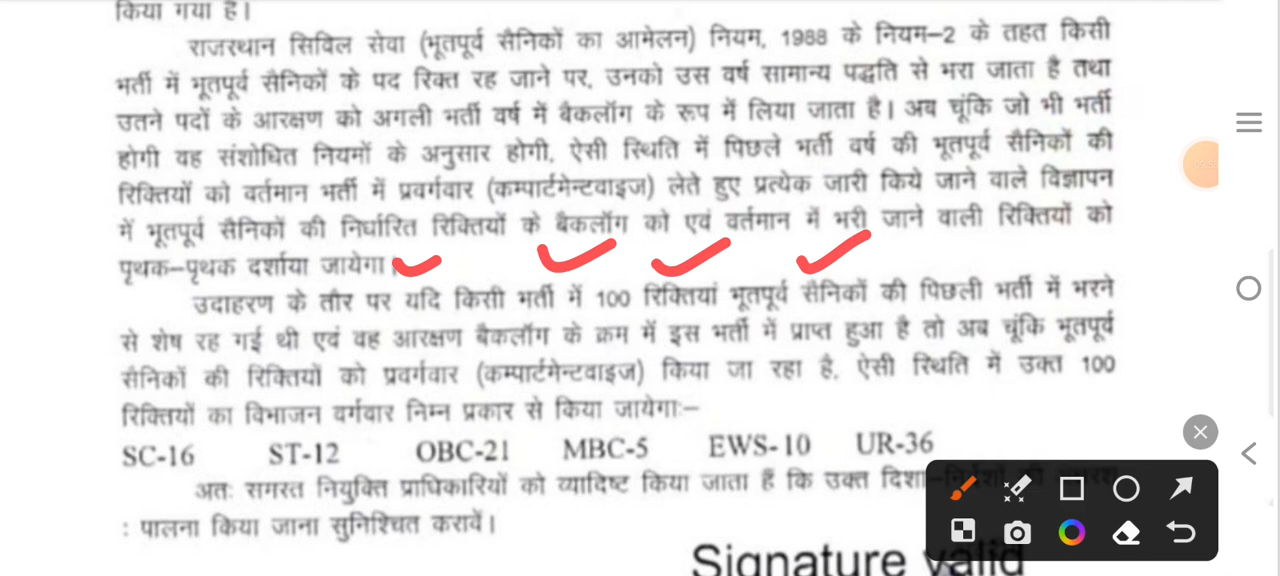 किया गया है।
राजस्थान सिविल सेवा (भूतपूर्व सैनिकों का आमेलन) नियम, 1988 के नियम-2 के तहत किसी
भर्ती में भूतपूर्व सैनिकों के पद रिक्त रह जाने पर, उनको उस वर्ष सामान्य पद्धति से भरा जाता है तथा
उतने पदों के आरक्षण को अगली भर्ती वर्ष में बैकलॉग के रूप में लिया जाता है। अब चूंकि जो भी भर्ती
होगी वह संशोधित नियमों के अनुसार होगी, ऐसी स्थिति में पिछले भर्ती वर्ष की भूतपूर्व सैनिकों की
रिक्तियों को वर्तमान भर्ती में प्रवर्गवार (कम्पार्टमेन्टवाइज) लेते हुए प्रत्येक जारी किये जाने वाले विज्ञापन
में भूतपूर्व सैनिकों की निर्धारित रिक्तियों के बैकलॉग को एवं वर्तमान में भरी जाने वाली रिक्तियों को
पृथक-पृथक दर्शाया जायेगा।
उदाहरण के तौर पर यदि किसी भर्ती में 100 रिक्तियां भूतपूर्व सैनिकों की पिछली भर्ती में भरने
से शेष रह गई थी एवं वह आरक्षण बैकलॉग के क्रम में इस भर्ती में प्राप्त हुआ है तो अब चूंकि भूतपूर्व
सैनिकों की रिक्तियों को प्रवर्गवार (कम्पार्टमेन्टवाइज) किया जा रहा है, ऐसी स्थिति में उक्त 100
रिक्तियों का विभाजन वर्गवार निम्न प्रकार से किया जायेगाः-
SC-16 ST-12 OBC-21 MBC-5 EWS-10 UR-36
अतः समस्त नियुक्ति प्राधिकारियों को व्यादिष्ट किया जाता है कि उक्त दिशा-निर्देशों की
: पालना किया जाना सुनिश्चित करावें।
Signature valid